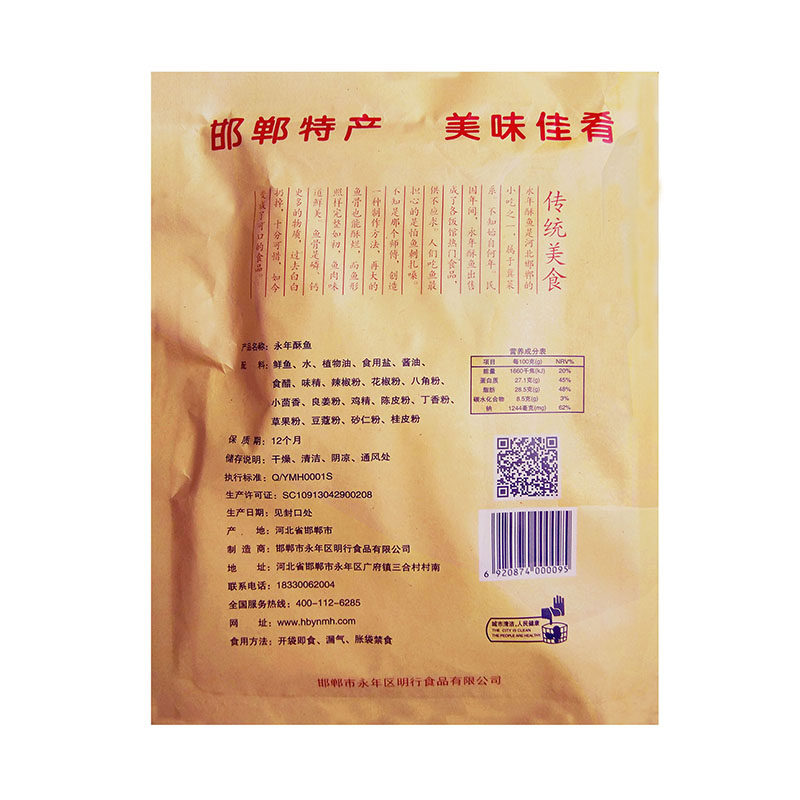 邯郸特产 美味佳肴
传统美食
永年酥鱼是河北邯郸的
小吃之一，属于冀菜
系。不知始自何年，民
国年间，永年酥鱼出售
成了各饭馆热门食品，
供不应求。人们吃鱼最
担心的是怕鱼刺扎嗓。
不知是那个师傅，创造
一种制作方法，再大的
鱼骨也能酥烂，而鱼形
照样完整如初，鱼肉味
道鲜美。鱼骨是磷、钙
更多的物质，过去白白
扔掉，十分可惜，如今
变成了可口的食品。
产品名称：永年酥鱼
配 料：鲜鱼、水、植物油、食用盐、酱油、
食醋、味精、辣椒粉、花椒粉、八角粉、
小茴香、良姜粉、鸡精、陈皮粉、丁香粉、
草果粉、豆蔻粉、砂仁粉、桂皮粉
保 质 期：12个月
储存说明：干燥、清洁、阴凉、通风处
执行标准：Q/YMH0001S
生产许可证：SC10913042900208
生产日期：见封口处
产 地：河北省邯郸市
制 造 商：邯郸市永年区明行食品有限公司
地 址：河北省邯郸市永年区广府镇三合村村南
联系电话：18330062004
全国服务热线：400-112-6285
网 址：www.hbynmh.com
食用方法：开袋即食、漏气、胀袋禁食
营养成分表
项目 每100克(g) NRV%
能量 1660千焦(kJ) 20%
蛋白质 27.1克(g) 45%
脂肪 28.5克(g) 48%
碳水化合物 8.5克(g) 3%
钠 1244毫克(mg) 62%
6 920874 000095
城市清洁，人民健康
THE CITY IS CLEAN
THE PEOPLE ARE HEALTHY
邯郸市永年区明行食品有限公司